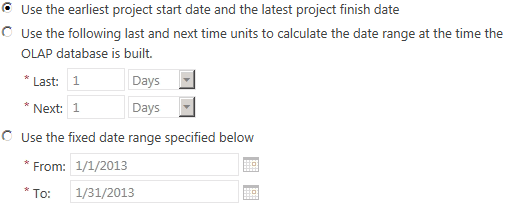 Use the earliest project start date and the latest project finish date
Use the following last and next time units to calculate the date range at the time the
OLAP database is built.
* Last: 1 Days
* Next: 1 Days
Use the fixed date range specified below
* From: 1/1/2013
* To: 1/31/2013